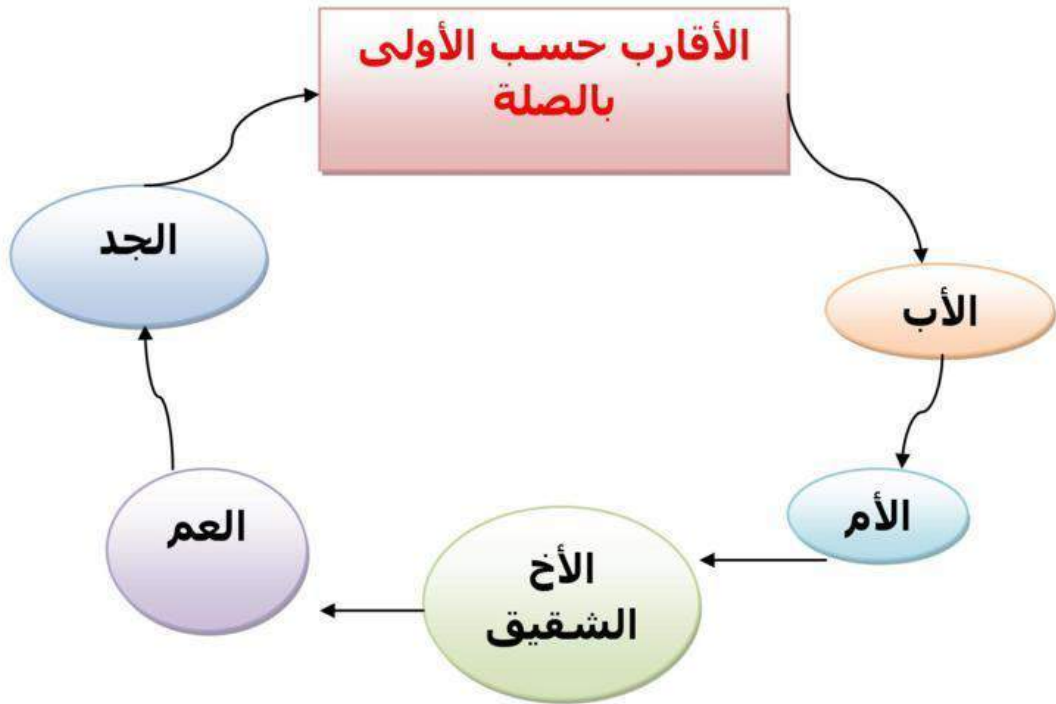 الأقارب حسب الأولى
بالصلة
الأب
الأم
الأخ
الشقيق
العم
الجد